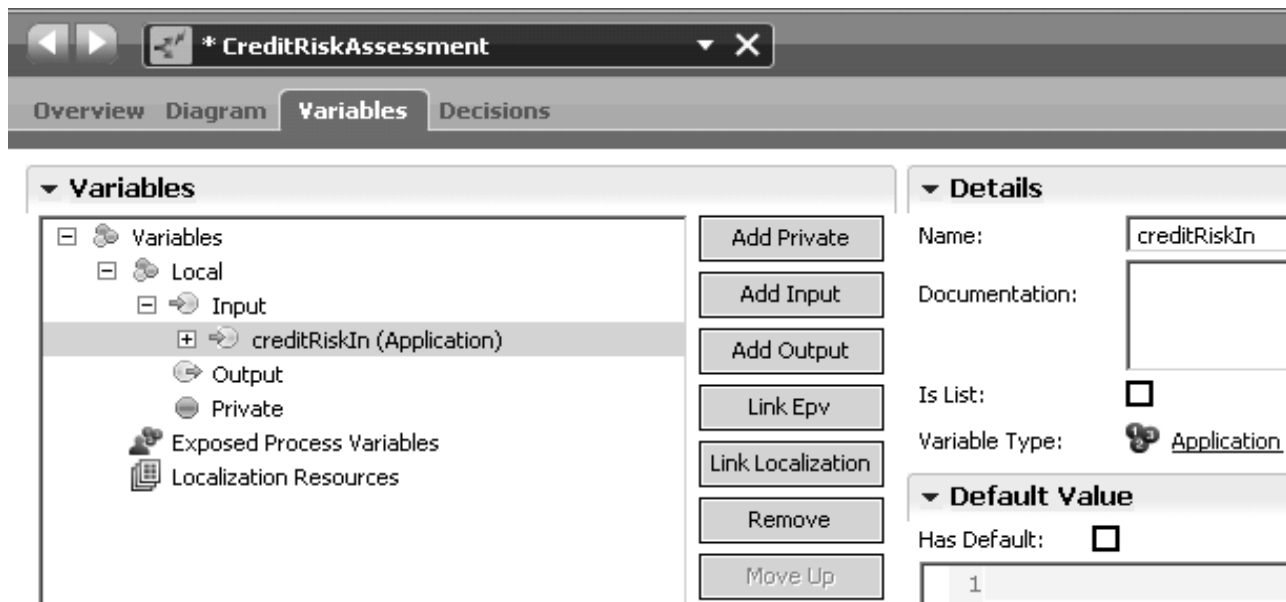 * CreditRiskAssessment
Overview Diagram Variables Decisions
Variables
Variables
Local
Input
creditRiskIn (Application)
Output
Private
Exposed Process Variables
Localization Resources
Add Private
Add Input
Add Output
Link Epv
Link Localization
Remove
Move Up
Details
Name: creditRiskIn
Documentation:
Is List:
Variable Type: Application
Default Value
Has Default:
1